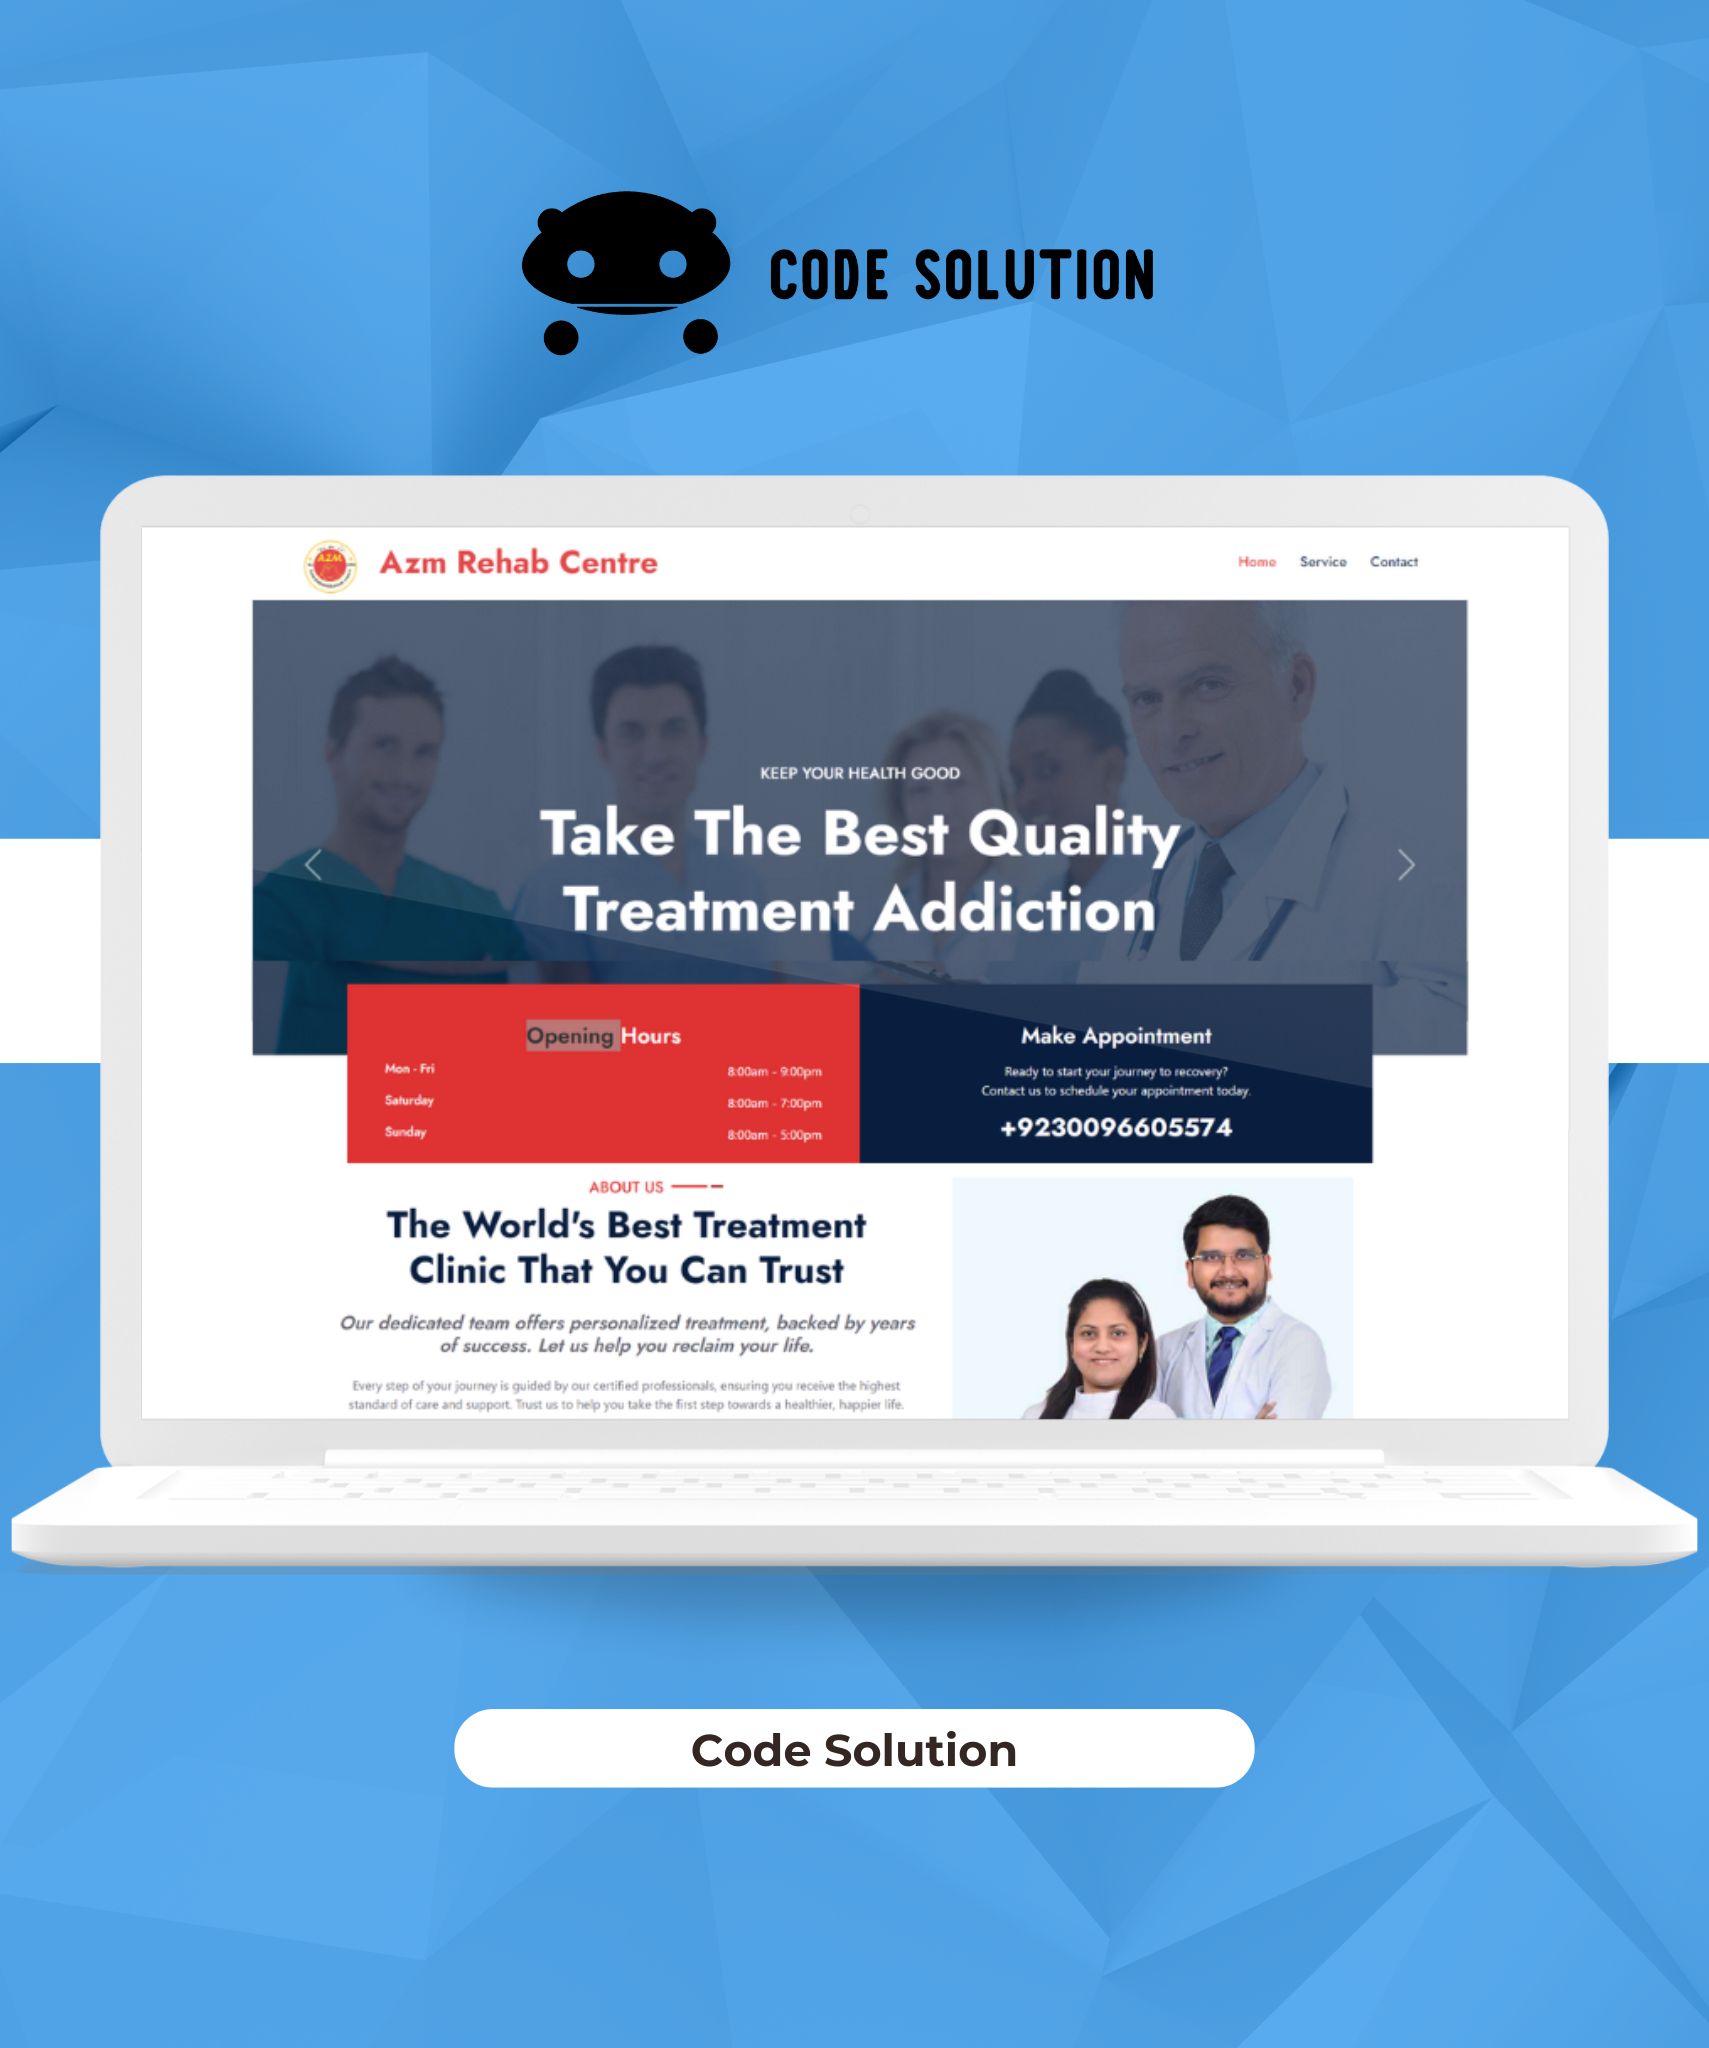 CODE SOLUTION
AZM
Azm Rehab Centre
Home Service Contact
KEEP YOUR HEALTH GOOD
Take The Best Quality
Treatment Addiction
Opening Hours
Mon - Fri 8:00am - 9:00pm
Saturday 8:00am - 7:00pm
Sunday 8:00am - 5:00pm
Make Appointment
Ready to start your journey to recovery?
Contact us to schedule your appointment today.
+9230096605574
ABOUT US
The World's Best Treatment
Clinic That You Can Trust
Our dedicated team offers personalized treatment, backed by years
of success. Let us help you reclaim your life.
Every step of your journey is guided by our certified professionals, ensuring you receive the highest
standard of care and support. Trust us to help you take the first step towards a healthier, happier life.
Code Solution